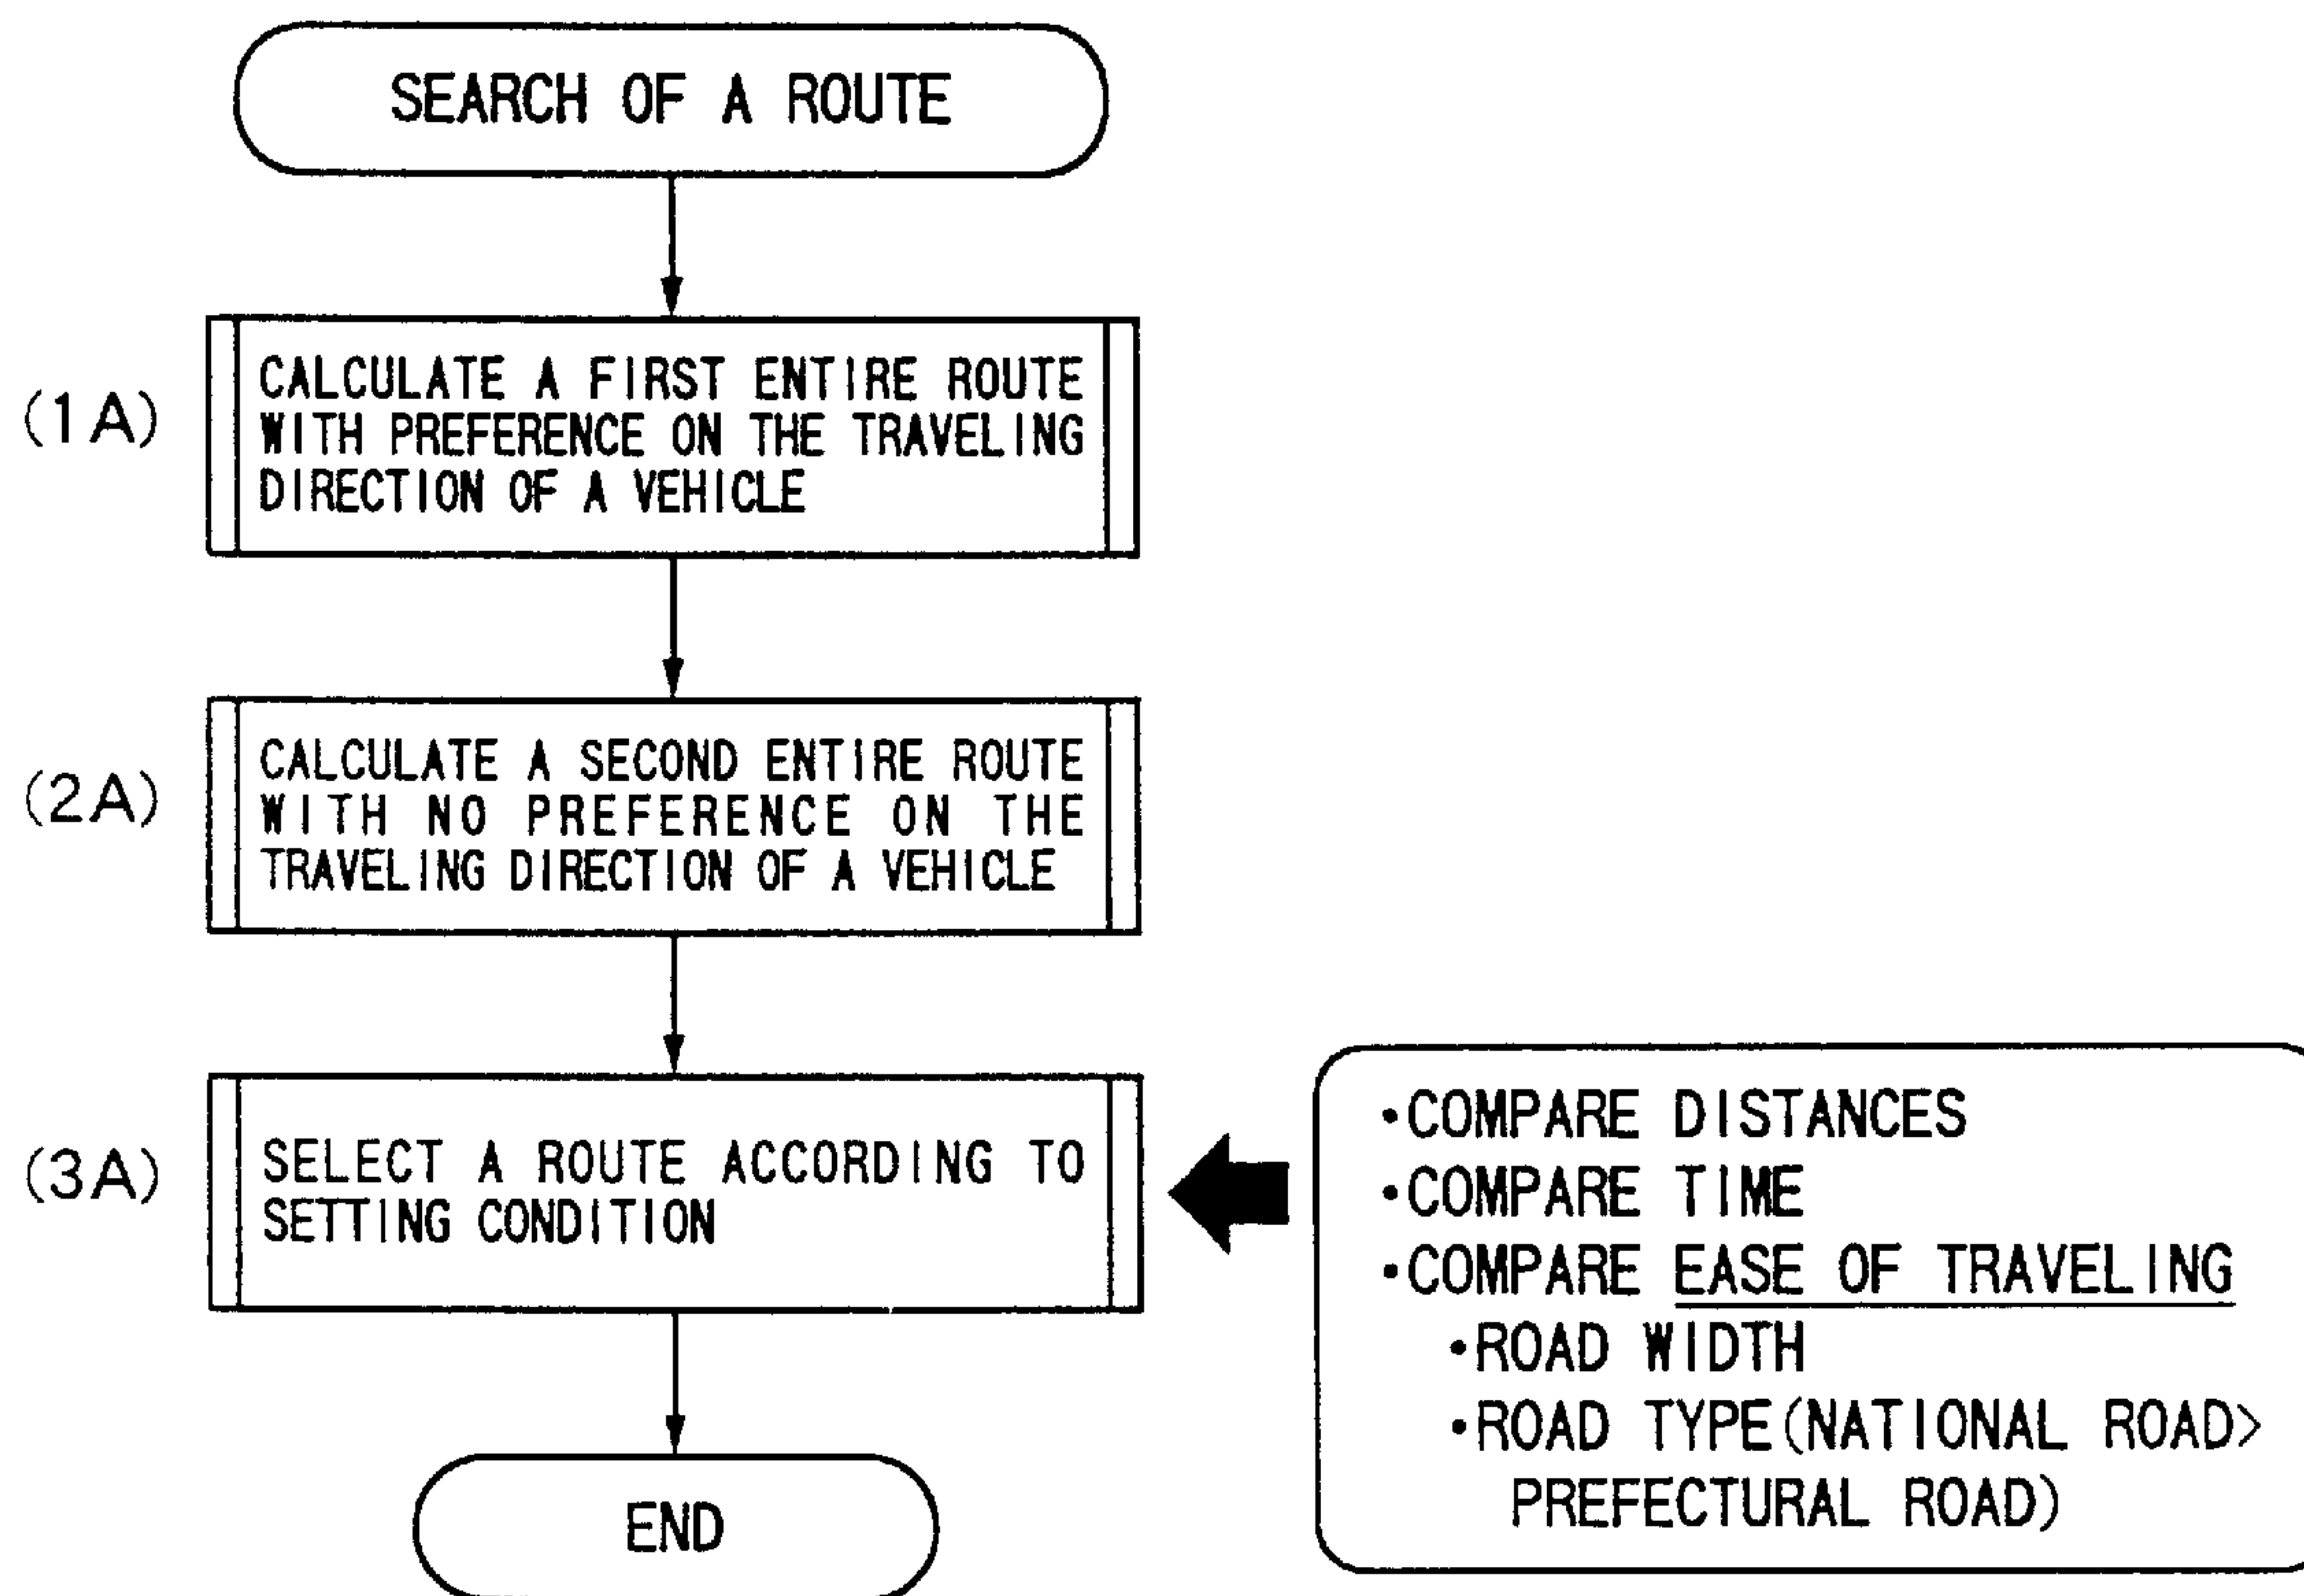 SEARCH OF A ROUTE
(1A)
CALCULATE A FIRST ENTIRE ROUTE
WITH PREFERENCE ON THE TRAVELING
DIRECTION OF A VEHICLE
(2A)
CALCULATE A SECOND ENTIRE ROUTE
WITH NO PREFERENCE ON THE
TRAVELING DIRECTION OF A VEHICLE
(3A)
SELECT A ROUTE ACCORDING TO
SETTING CONDITION
•COMPARE DISTANCES
•COMPARE TIME
•COMPARE EASE OF TRAVELING
•ROAD WIDTH
•ROAD TYPE(NATIONAL ROAD>
PREFECTURAL ROAD)
END